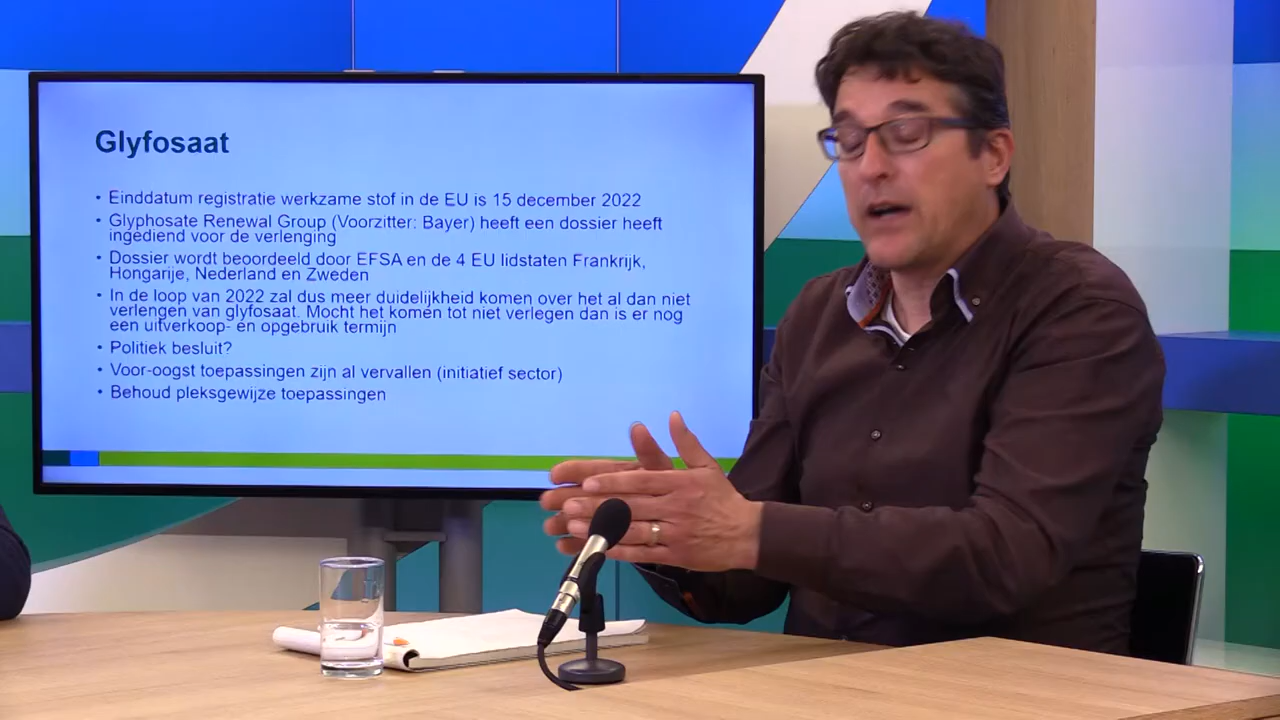 Glyfosaat
• Einddatum registratie werkzame stof in de EU is 15 december 2022
• Glyphosate Renewal Group (Voorzitter: Bayer) heeft een dossier heeft
ingediend voor de verlenging
• Dossier wordt beoordeeld door EFSA en de 4 EU lidstaten Frankrijk,
Hongarije, Nederland en Zweden
• In de loop van 2022 zal dus meer duidelijkheid komen over het al dan niet
verlengen van glyfosaat. Mocht het komen tot niet verlegen dan is er nog
een uitverkoop- en opgebruik termijn
• Politiek besluit?
• Voor-oogst toepassingen zijn al vervallen (initiatief sector)
• Behoud pleksgewijze toepassingen